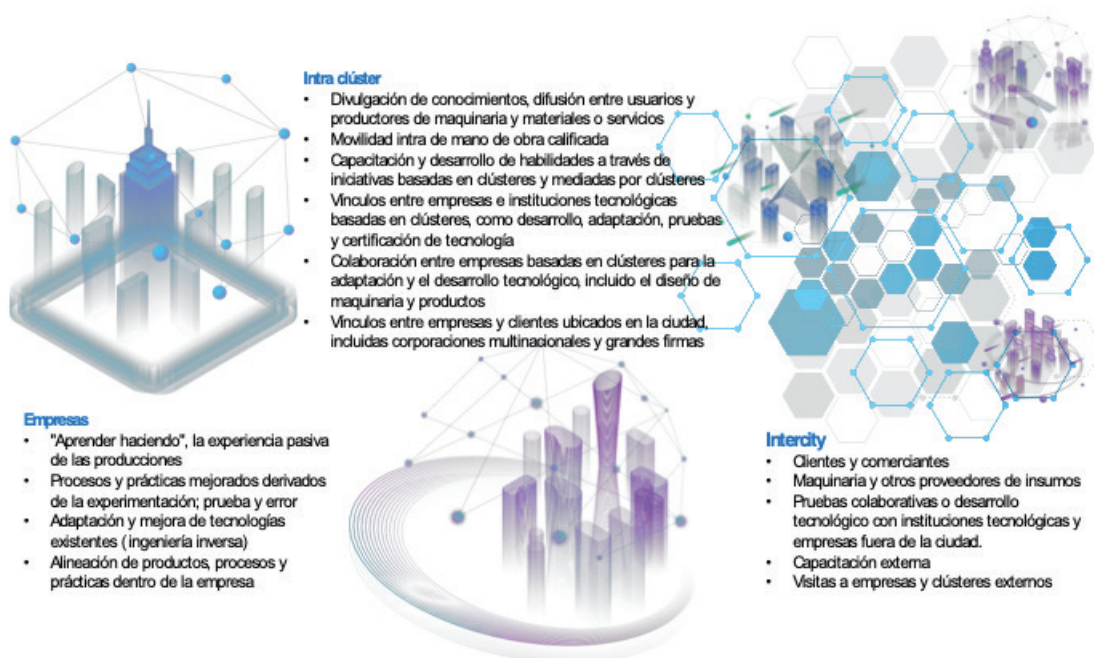 Intra clúster
• Divulgación de conocimientos, difusión entre usuarios y
productores de maquinaria y materiales o servicios
• Movilidad intra de mano de obra calificada
• Capacitación y desarrollo de habilidades a través de
iniciativas basadas en clústeres y mediadas por clústeres
• Vínculos entre empresas e instituciones tecnológicas
basadas en clústeres, como desarrollo, adaptación, pruebas
y certificación de tecnología
• Colaboración entre empresas basadas en clústeres para la
adaptación y el desarrollo tecnológico, incluido el diseño de
maquinaria y productos
• Vínculos entre empresas y clientes ubicados en la ciudad,
incluidas corporaciones multinacionales y grandes firmas
Empresas
• "Aprender haciendo", la experiencia pasiva
de las producciones
• Procesos y prácticas mejorados derivados
de la experimentación; prueba y error
• Adaptación y mejora de tecnologías
existentes ( ingeniería inversa)
• Alineación de productos, procesos y
prácticas dentro de la empresa
Intercity
• Clientes y comerciantes
• Maquinaria y otros proveedores de insumos
• Pruebas colaborativas o desarrollo
tecnológico con instituciones tecnológicas y
empresas fuera de la ciudad.
• Capacitación externa
• Visitas a empresas y clústeres externos